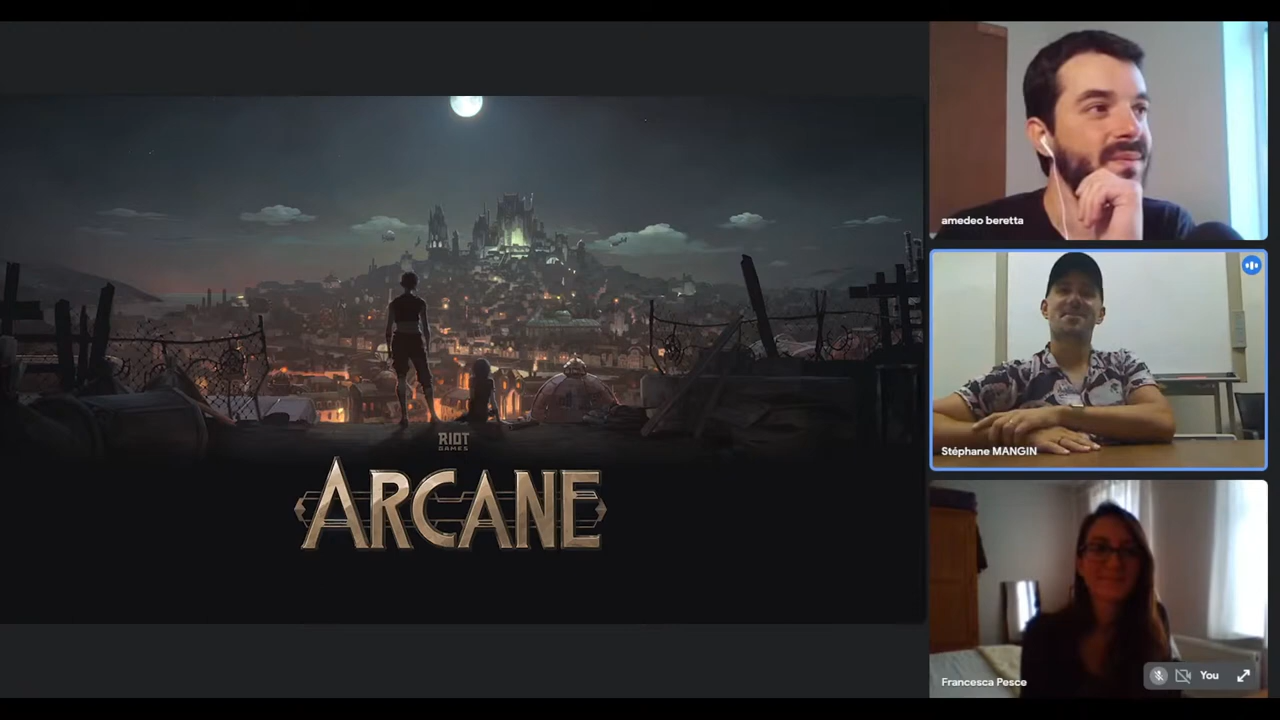 RIOT
GAMES
ARCANE
amedeo beretta
Stéphane MANGIN
Francesca Pesce
You